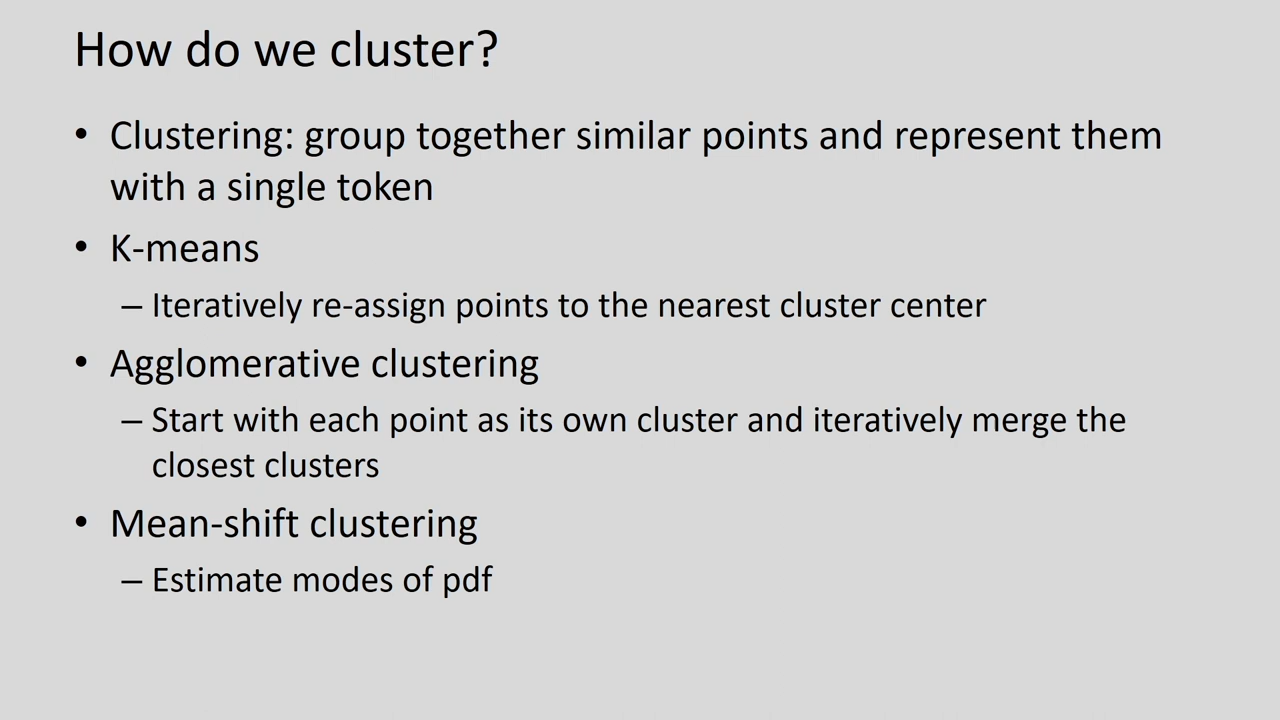 How do we cluster?
• Clustering: group together similar points and represent them
with a single token
• K-means
– Iteratively re-assign points to the nearest cluster center
• Agglomerative clustering
– Start with each point as its own cluster and iteratively merge the
closest clusters
• Mean-shift clustering
– Estimate modes of pdf